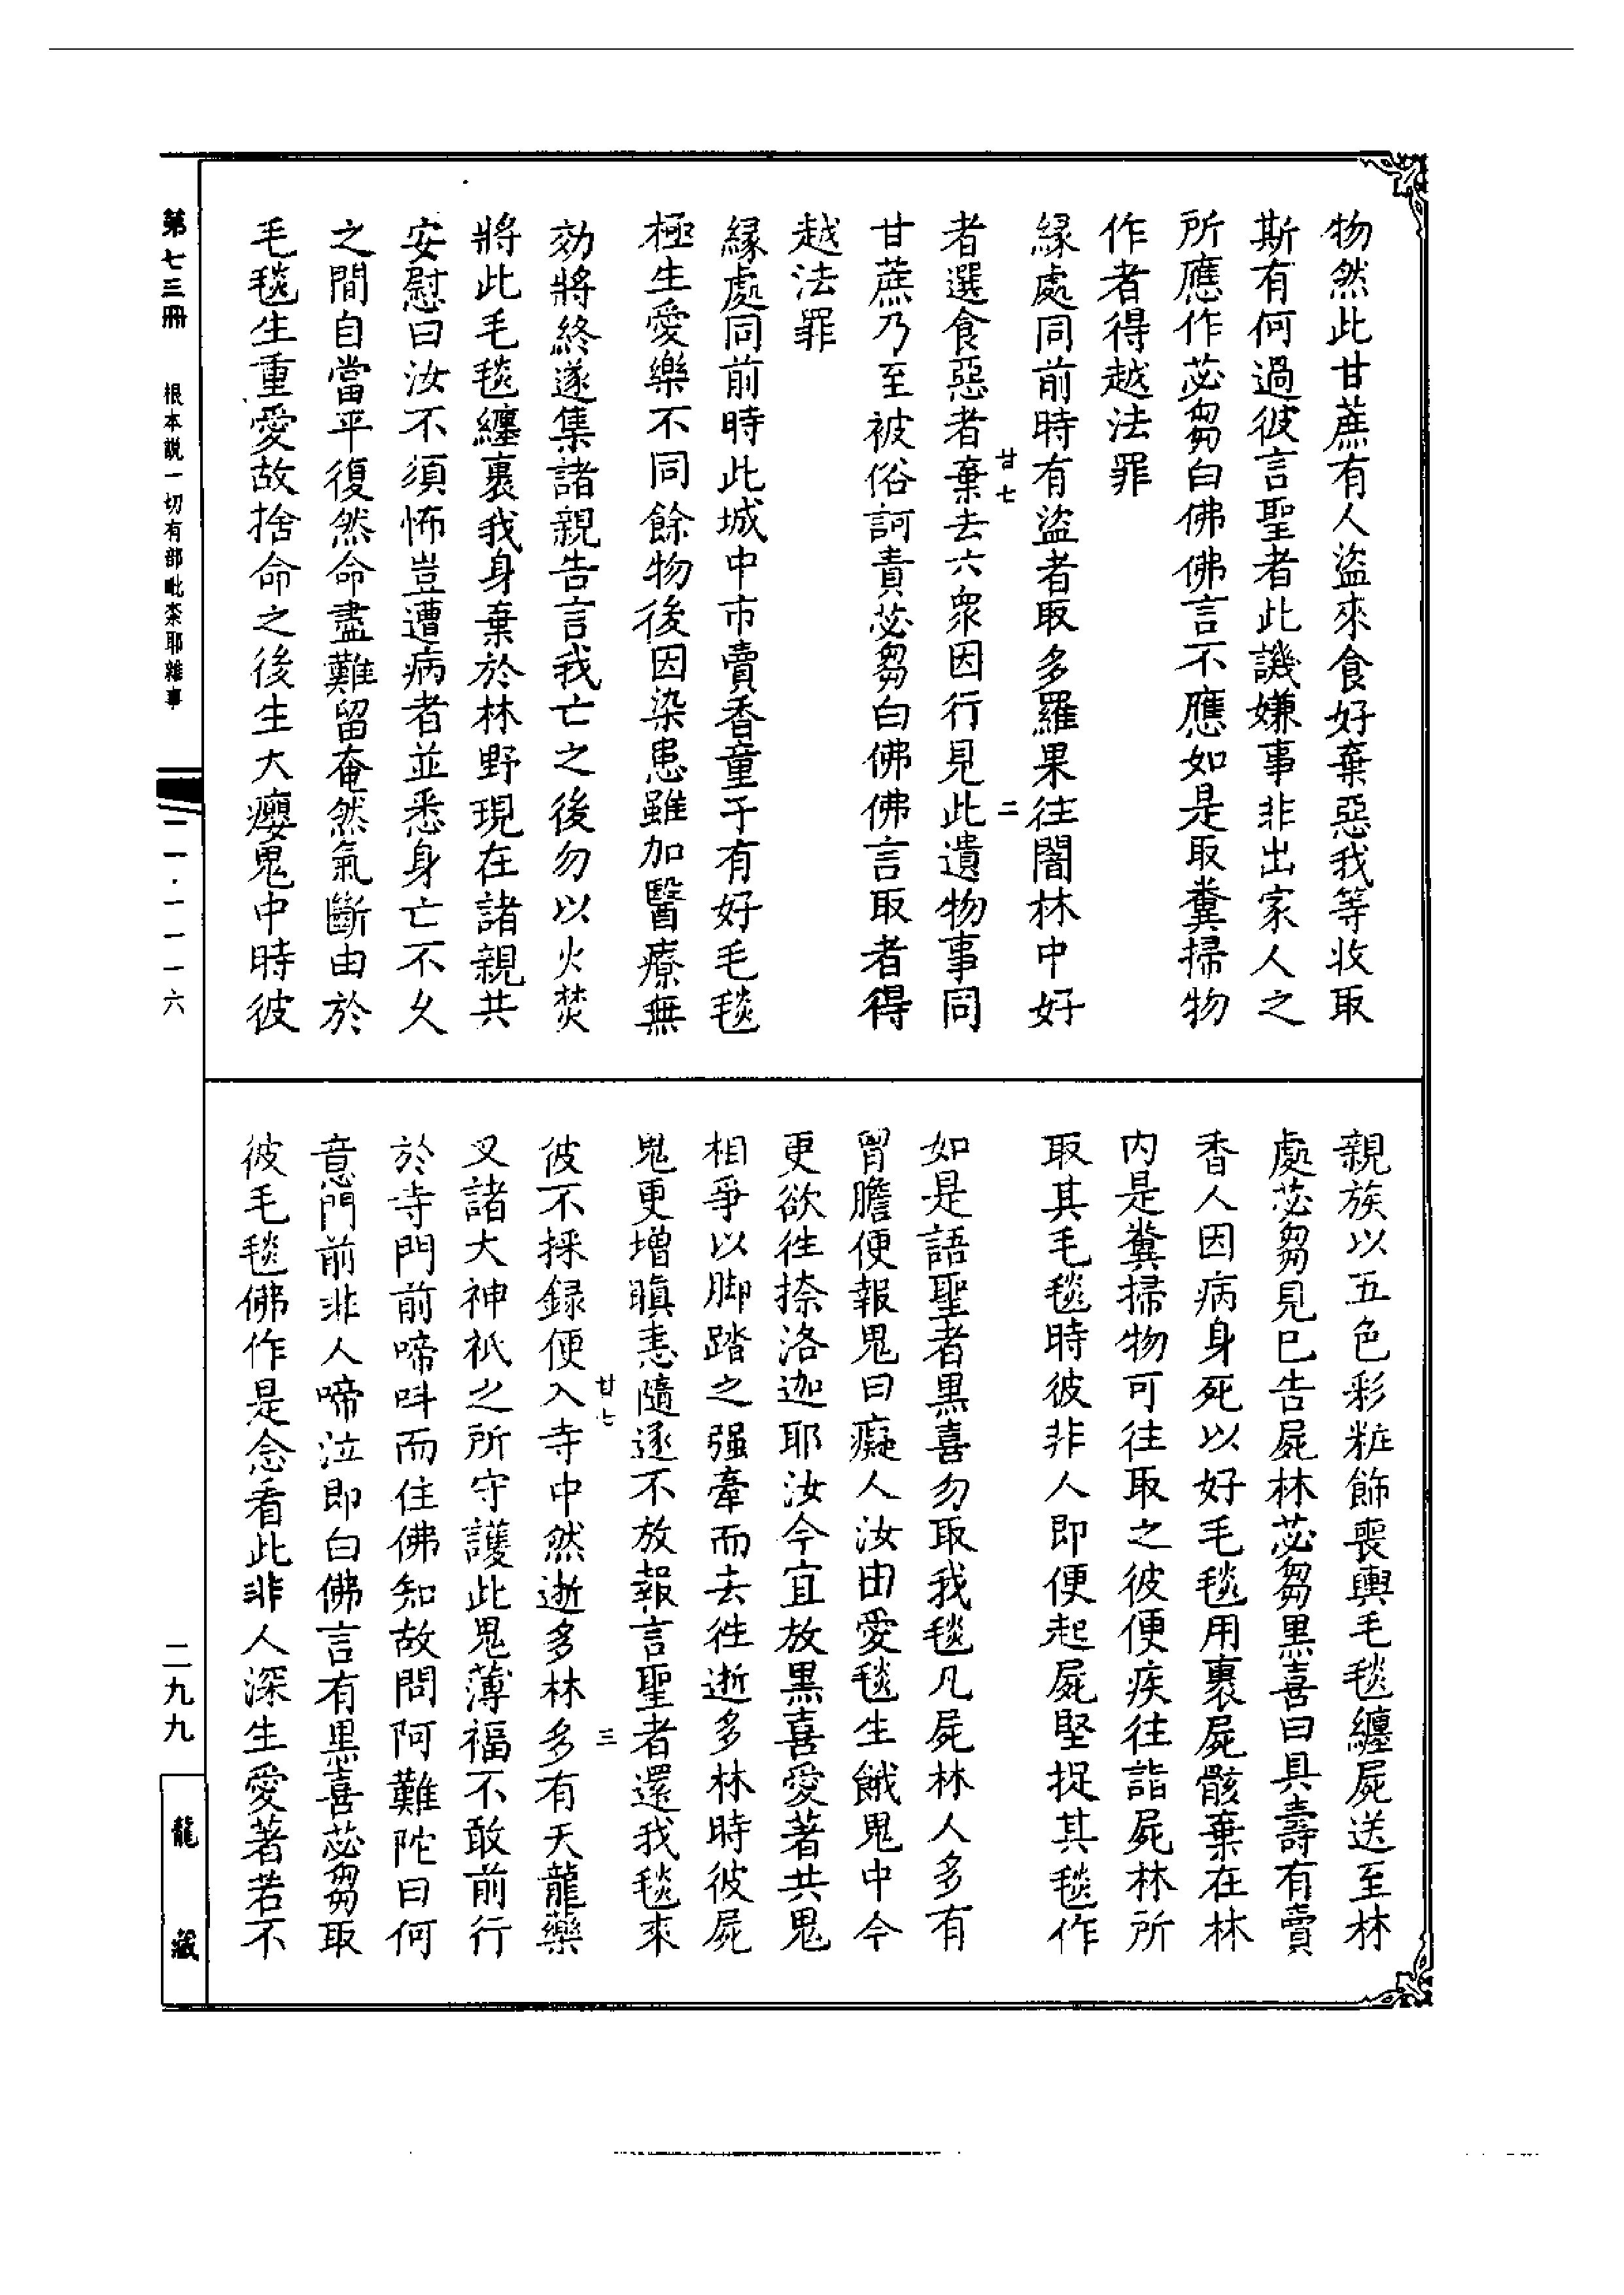 物然此甘蔗有人盜來食好棄惡我等收取
斯有何過彼言聖者此譏嫌事非出家人之
所應作苾芻白佛佛言不應如是取糞掃物
作者得越法罪
緣處同前時有盜者取多羅果往闇林中好
者選食惡者棄去六衆因行見此遺物事同
甘蔗乃至被俗訶責苾芻白佛佛言取者得
越法罪
緣處同前時此城中市賣香童子有好毛毯
極生愛樂不同餘物後因染患雖加醫療無
効將終遂集諸親告言我亡之後勿以火焚
將此毛毯纏裹我身棄於林野現在諸親共
安慰曰汝不須怖豈遭病者並悉身亡不久
之間自當平復然命盡難留奄然氣斷由於
毛毯生重愛故捨命之後生大癭鬼中時彼
廿七
二
親族以五色彩粧飾喪輿毛毯纏屍送至林
處苾芻見已告屍林苾芻黑喜曰具壽有賣
香人因病身死以好毛毯用裹屍骸棄在林
內是糞掃物可往取之彼便疾往詣屍林所
取其毛毯時彼非人即便起屍堅捉其毯作
如是語聖者黑喜勿取我毯凡屍林人多有
膽膽便報鬼曰癡人汝由愛毯生餓鬼中今
更欲往捺洛迦耶汝今宜放黑喜愛著共鬼
相爭以脚踏之强牽而去往逝多林時彼屍
鬼更增瞋恚隨逐不放報言聖者還我毯來
彼不採録便入寺中然逝多林多有天龍藥
叉諸大神祇之所守護此鬼薄福不敢前行
於寺門前啼呌而住佛知故問阿難陀曰何
意門前非人啼泣即白佛言有黑喜苾芻取
彼毛毯佛作是念看此非人深生愛著若不
廿七
三
第七三冊
根本說一切有部毗柰耶雜事
二九九
龍
藏